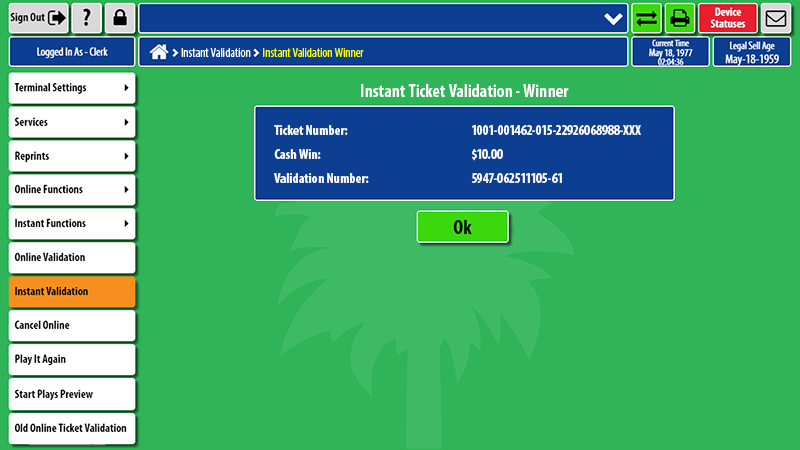 Sign Out
?
Device
Statuses
Logged In As - Clerk
Instant Validation Instant Validation Winner
Current Time
May 18, 1977
02:04:36
Legal Sell Age
May-18-1959
Terminal Settings
Services
Reprints
Online Functions
Instant Functions
Online Validation
Instant Validation
Cancel Online
Play It Again
Start Plays Preview
Old Online Ticket Validation
Instant Ticket Validation - Winner
Ticket Number: 1001-001462-015-22926068988-XXX
Cash Win: $10.00
Validation Number: 5947-062511105-61
Ok